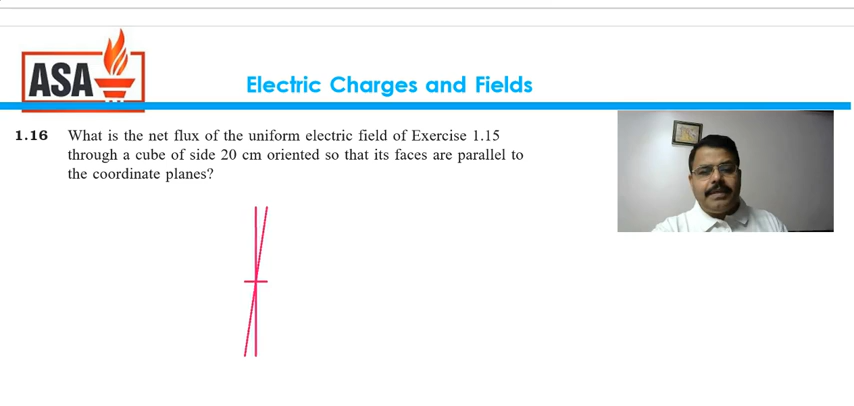 ASA
Electric Charges and Fields
1.16 What is the net flux of the uniform electric field of Exercise 1.15
through a cube of side 20 cm oriented so that its faces are parallel to
the coordinate planes?